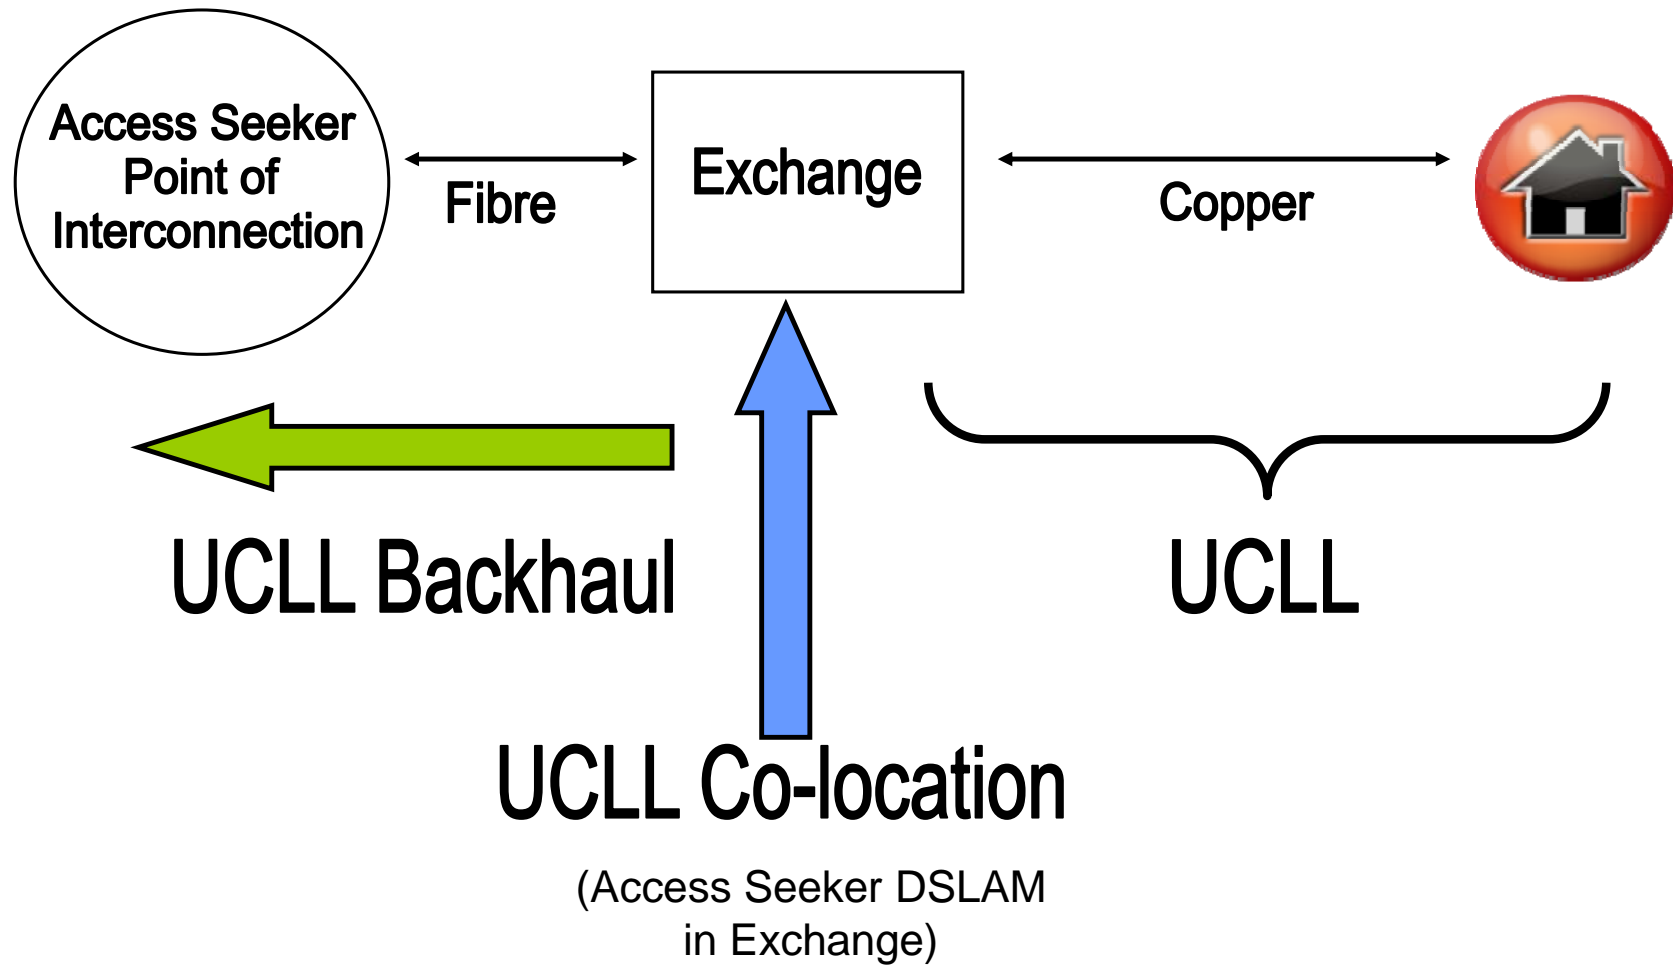 Access Seeker
Point of
Interconnection
Fibre
Exchange
Copper
UCLL Backhaul
UCLL
UCLL Co-location
(Access Seeker DSLAM
in Exchange)